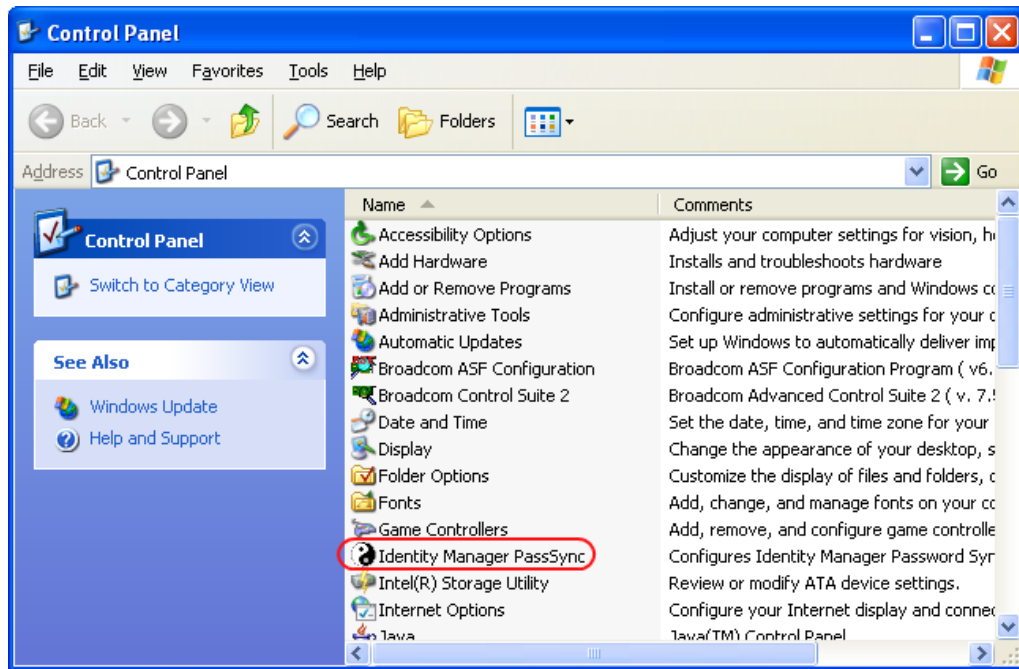 Control Panel
File Edit View Favorites Tools Help
Back Search Folders
Address Control Panel Go
Control Panel
Switch to Category View
See Also
Windows Update
Help and Support
Name Comments
Accessibility Options Adjust your computer settings for vision, h
Add Hardware Installs and troubleshoots hardware
Add or Remove Programs Install or remove programs and Windows c
Administrative Tools Configure administrative settings for your c
Automatic Updates Set up Windows to automatically deliver imp
Broadcom ASF Configuration Broadcom ASF Configuration Program ( v6.
Broadcom Control Suite 2 Broadcom Advanced Control Suite 2 ( v. 7.
Date and Time Set the date, time, and time zone for your
Display Change the appearance of your desktop, s
Folder Options Customize the display of files and folders, c
Fonts Add, change, and manage fonts on your co
Game Controllers Add, remove, and configure game controlle
Identity Manager PassSync Configures Identity Manager Password Syn
Intel(R) Storage Utility Review or modify ATA device settings.
Internet Options Configure your Internet display and connec
Java Java(TM) Control Panel